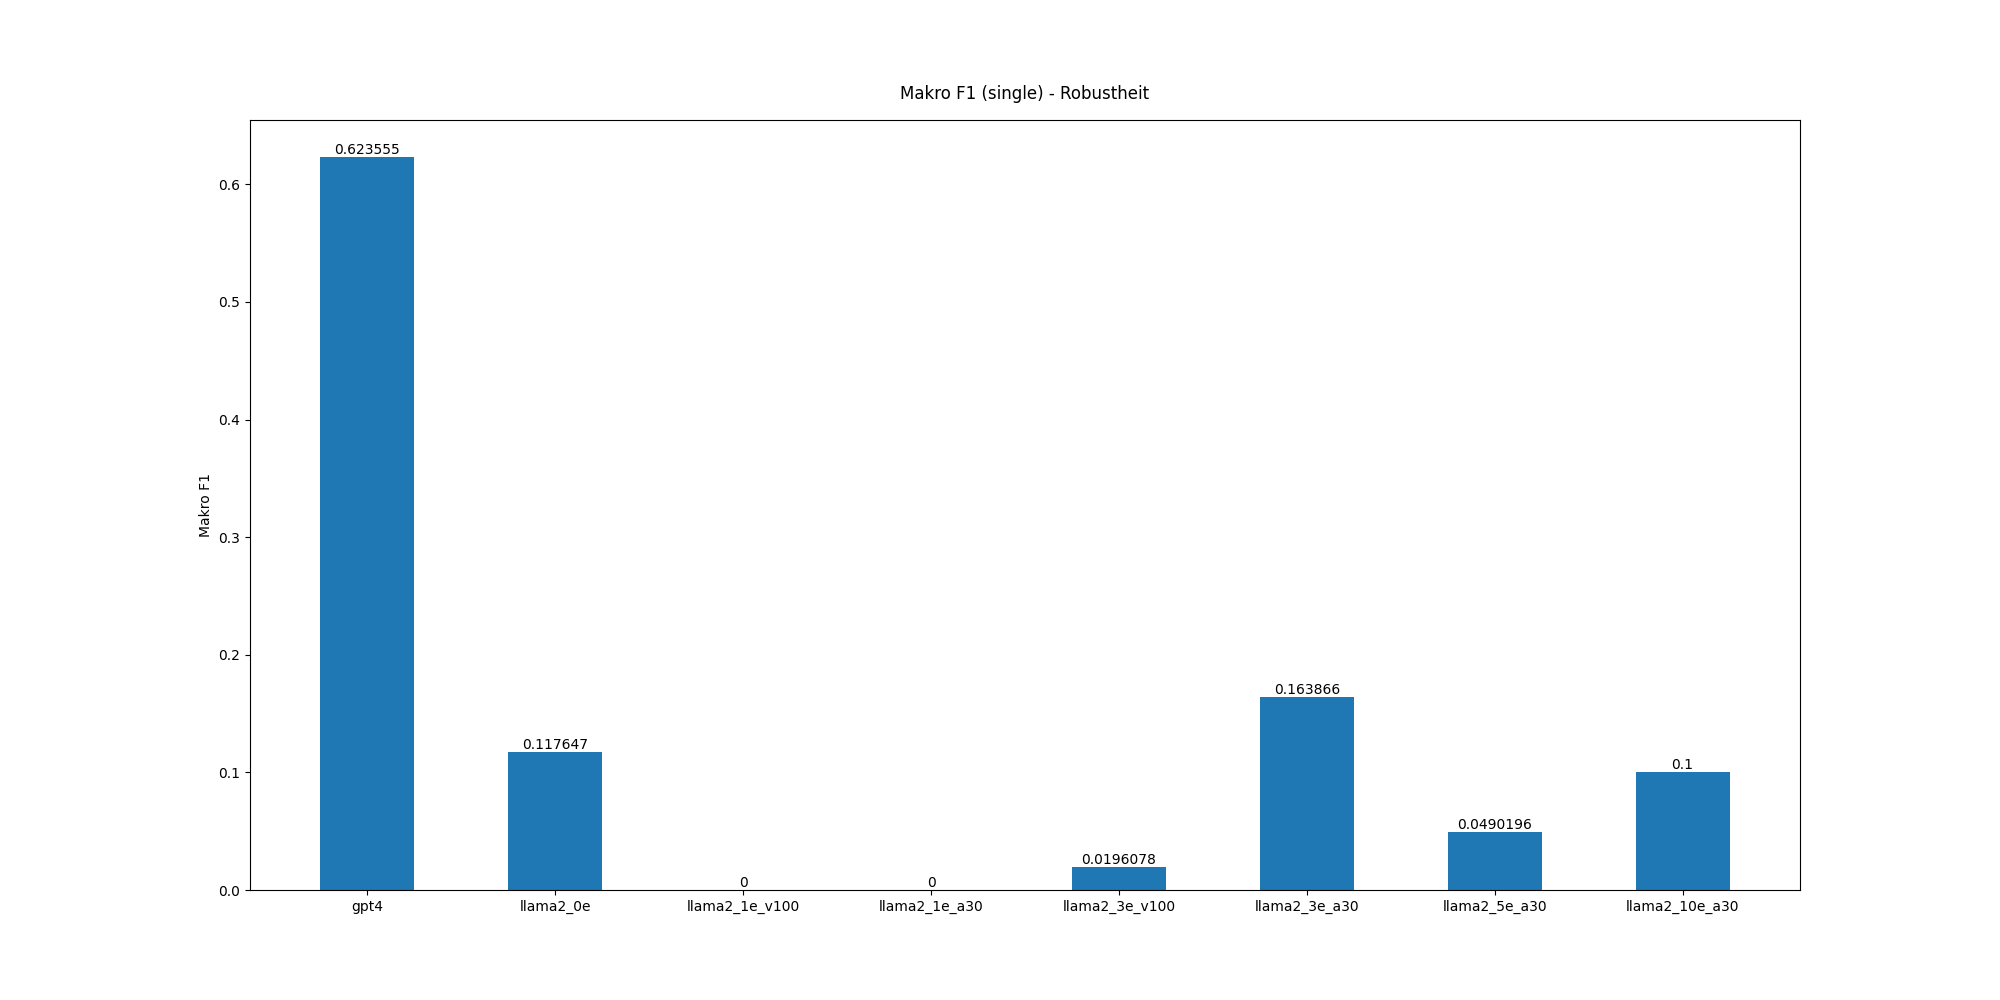 Makro F1 (single) - Robustheit
Makro F1
0.6
0.5
0.4
0.3
0.2
0.1
0.0
0.623555
0.117647
0
0
0.0196078
0.163866
0.0490196
0.1
gpt4
llama2_0e
llama2_1e_v100
llama2_1e_a30
llama2_3e_v100
llama2_3e_a30
llama2_5e_a30
llama2_10e_a30